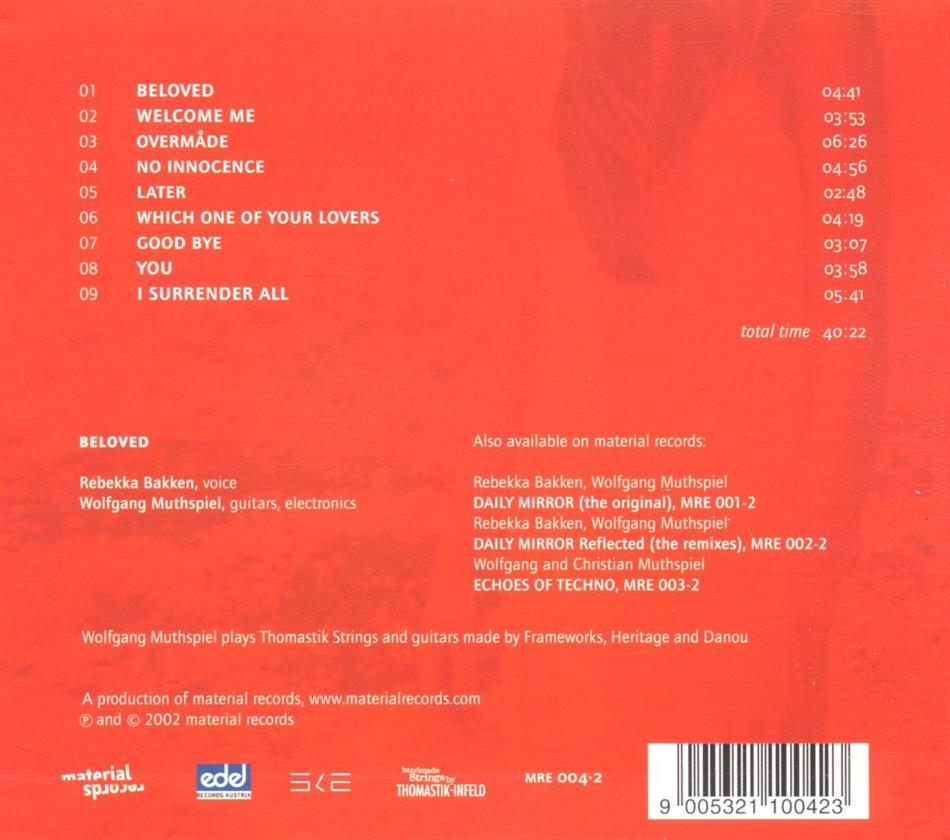 01 BELOVED 04:41
02 WELCOME ME 03:53
03 OVERMÅDE 06:26
04 NO INNOCENCE 04:56
05 LATER 02:48
06 WHICH ONE OF YOUR LOVERS 04:19
07 GOOD BYE 03:07
08 YOU 03:58
09 I SURRENDER ALL 05:41
total time 40:22
BELOVED
Rebekka Bakken, voice
Wolfgang Muthspiel, guitars, electronics
Also available on material records:
Rebekka Bakken, Wolfgang Muthspiel
DAILY MIRROR (the original), MRE 001-2
Rebekka Bakken, Wolfgang Muthspiel
DAILY MIRROR Reflected (the remixes), MRE 002-2
Wolfgang and Christian Muthspiel
ECHOES OF TECHNO, MRE 003-2
Wolfgang Muthspiel plays Thomastik Strings and guitars made by Frameworks, Heritage and Danou
A production of material records, www.materialrecords.com
℗ and © 2002 material records
material
records
edel
RECORDS AUSTRIA
handmade
Strings by
THOMASTIK-INFELD
MRE 004-2
9 005321 100423